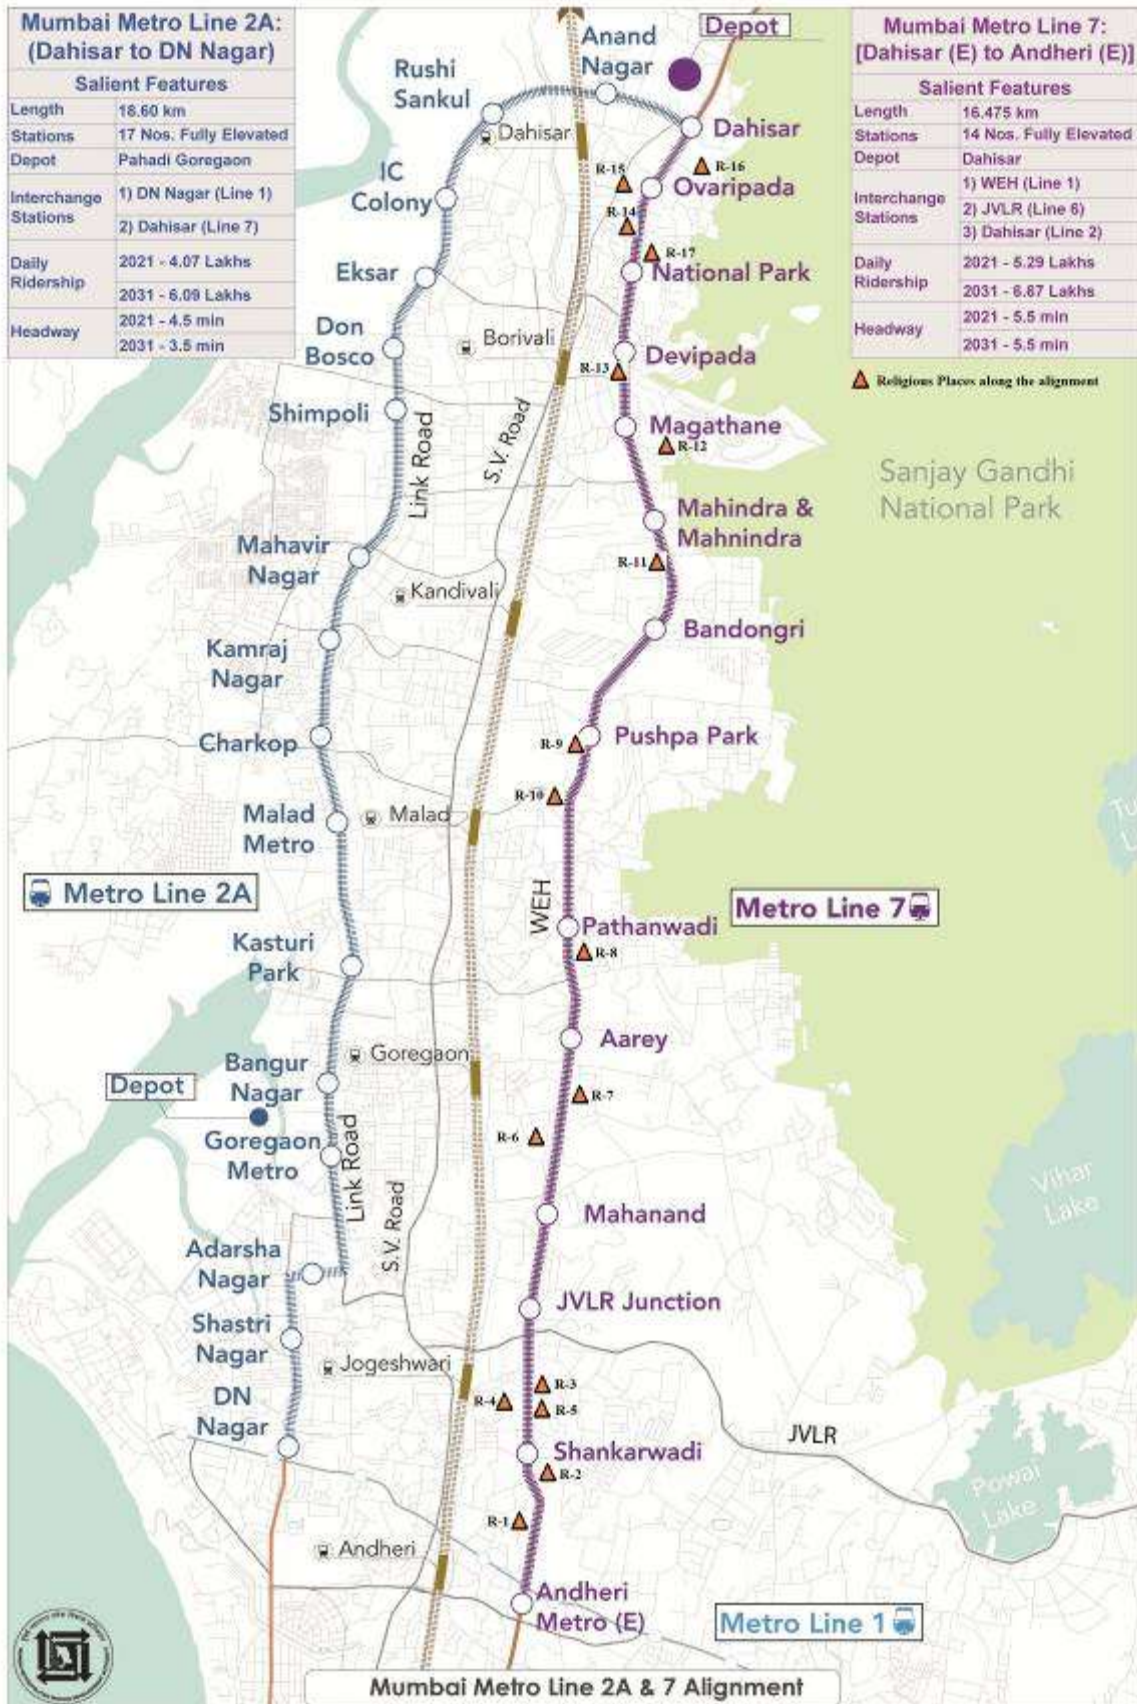 Mumbai Metro Line 2A:
(Dahisar to DN Nagar)
Salient Features
Length 18.60 km
Stations 17 Nos. Fully Elevated
Depot Pahadi Goregaon
Interchange
Stations
1) DN Nagar (Line 1)
2) Dahisar (Line 7)
Daily
Ridership
2021 - 4.07 Lakhs
2031 - 6.09 Lakhs
Headway
2021 - 4.5 min
2031 - 3.5 min
Mumbai Metro Line 7:
[Dahisar (E) to Andheri (E)]
Salient Features
Length 16.475 km
Stations 14 Nos. Fully Elevated
Depot Dahisar
Interchange
Stations
1) WEH (Line 1)
2) JVLR (Line 6)
3) Dahisar (Line 2)
Daily
Ridership
2021 - 5.29 Lakhs
2031 - 6.67 Lakhs
Headway
2021 - 5.5 min
2031 - 5.5 min
Religious Places along the alignment
Depot
Anand
Nagar
Rushi
Sankul
Dahisar
Dahisar
R-16
R-15
Ovaripada
IC
Colony
R-14
R-17
National Park
Eksar
Don
Bosco
Borivali
Devipada
R-13
Shimpoli
Magathane
R-12
Link Road
S.V. Road
Sanjay Gandhi
National Park
Mahindra &
Mahnindra
Mahavir
Nagar
R-11
Kandivali
Bandongri
Kamraj
Nagar
Charkop
R-9
Pushpa Park
R-10
Malad
Metro
Malad
Tu
L
Metro Line 2A
WEH
Metro Line 7
Pathanwadi
Kasturi
Park
R-8
Aarey
Bangur
Nagar
Goregaon
Depot
R-7
Goregaon
Metro
R-6
Link Road
Vihar
Lake
S.V. Road
Mahanand
Adarsha
Nagar
JVLR Junction
Shastri
Nagar
Jogeshwari
R-3
R-4
R-5
DN
Nagar
JVLR
Shankarwadi
R-2
Powai
Lake
R-1
Andheri
Andheri
Metro (E)
Metro Line 1
Mumbai Metro Line 2A & 7 Alignment